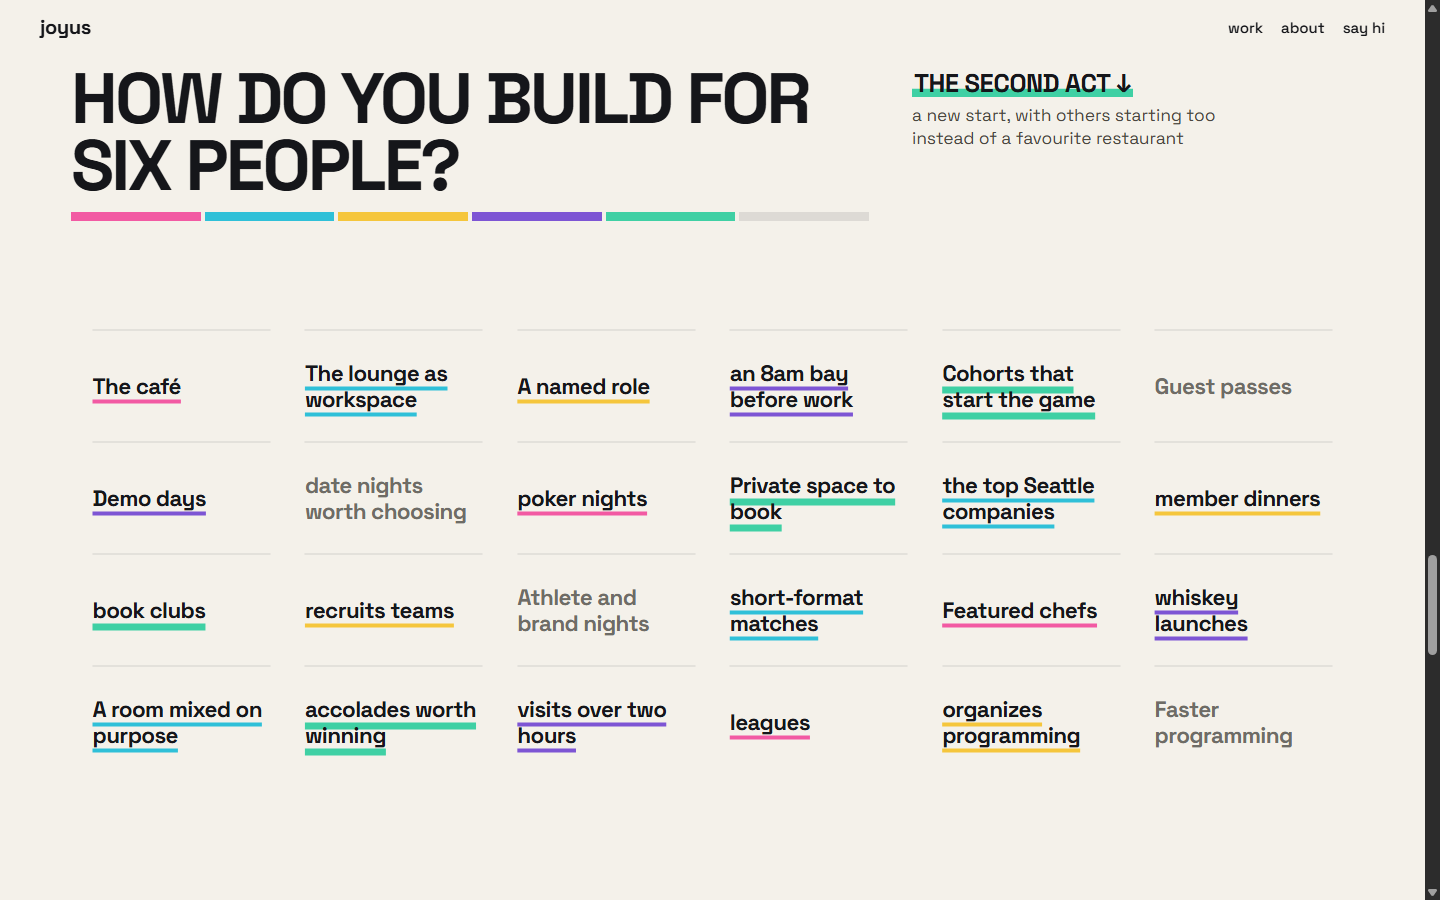 joyus
work about say hi
HOW DO YOU BUILD FOR
SIX PEOPLE?
THE SECOND ACT ↓
a new start, with others starting too
instead of a favourite restaurant
The café
The lounge as
workspace
A named role
an 8am bay
before work
Cohorts that
start the game
Guest passes
Demo days
date nights
worth choosing
poker nights
Private space to
book
the top Seattle
companies
member dinners
book clubs
recruits teams
Athlete and
brand nights
short-format
matches
Featured chefs
whiskey
launches
A room mixed on
purpose
accolades worth
winning
visits over two
hours
leagues
organizes
programming
Faster
programming